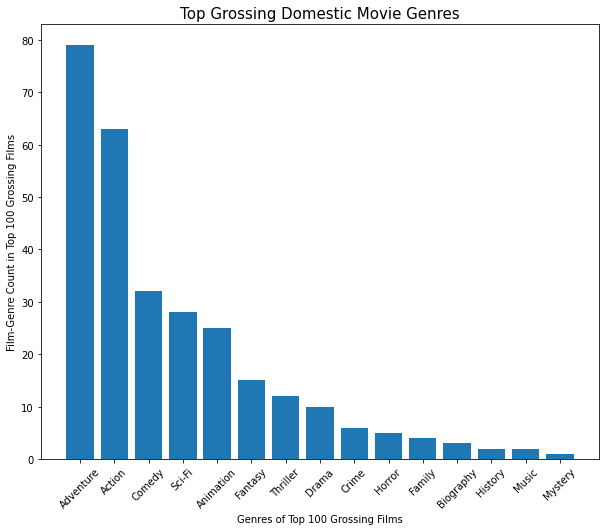 Top Grossing Domestic Movie Genres
Film-Genre Count in Top 100 Grossing Films
80
70
60
50
40
30
20
10
0
Adventure
Action
Comedy
Sci-Fi
Animation
Fantasy
Thriller
Drama
Crime
Horror
Family
Biography
History
Music
Mystery
Genres of Top 100 Grossing Films